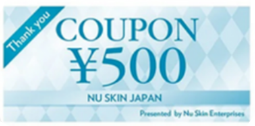 Thank you
COUPON
¥500
NU SKIN JAPAN
Presented by Nu Skin Enterprises